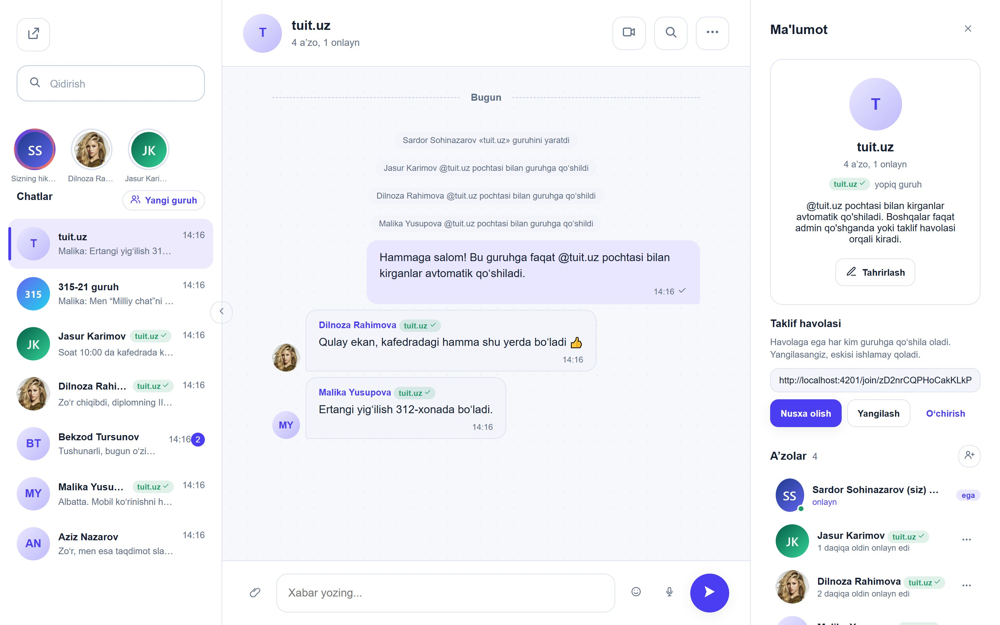 Qidirish
SS
JK
Sizning hik...
Dilnoza Ra...
Jasur Kari...
Chatlar
Yangi guruh
T
tuit.uz
14:16
Malika: Ertangi yig‘ilish 31...
315
315-21 guruh
14:16
Malika: Men “Milliy chat”ni ...
JK
Jasur Karimov tuit.uz
14:16
Soat 10:00 da kafedrada k...
Dilnoza Rahi... tuit.uz
14:16
Zo‘r chiqibdi, diplomning II...
BT
Bekzod Tursunov
14:16 2
Tushunarli, bugun o‘zi...
MY
Malika Yusu... tuit.uz
14:16
Albatta. Mobil ko‘rinishni h...
AN
Aziz Nazarov
14:16
Zo‘r, men esa taqdimot sla...
T
tuit.uz
4 a’zo, 1 onlayn
Bugun
Sardor Sohinazarov «tuit.uz» guruhini yaratdi
Jasur Karimov @tuit.uz pochtasi bilan guruhga qo‘shildi
Dilnoza Rahimova @tuit.uz pochtasi bilan guruhga qo‘shildi
Malika Yusupova @tuit.uz pochtasi bilan guruhga qo‘shildi
Hammaga salom! Bu guruhga faqat @tuit.uz pochtasi bilan
kirganlar avtomatik qo‘shiladi.
14:16
Dilnoza Rahimova tuit.uz
Qulay ekan, kafedradagi hamma shu yerda bo‘ladi 👍
14:16
MY
Malika Yusupova tuit.uz
Ertangi yig‘ilish 312-xonada bo‘ladi.
14:16
Xabar yozing...
Ma'lumot
T
tuit.uz
4 a’zo, 1 onlayn
tuit.uz yopiq guruh
@tuit.uz pochtasi bilan kirganlar
avtomatik qo'shiladi. Boshqalar faqat
admin qo'shganda yoki taklif havolasi
orqali kiradi.
Tahrirlash
Taklif havolasi
Havolaga ega har kim guruhga qo‘shila oladi.
Yangilasangiz, eskisi ishlamay qoladi.
http://localhost:4201/join/zD2nrCQPHoCakKLkP
Nusxa olish
Yangilash
O‘chirish
A’zolar 4
SS
Sardor Sohinazarov (siz) ...
ega
onlayn
JK
Jasur Karimov tuit.uz
1 daqiqa oldin onlayn edi
Dilnoza Rahimova tuit.uz
2 daqiqa oldin onlayn edi